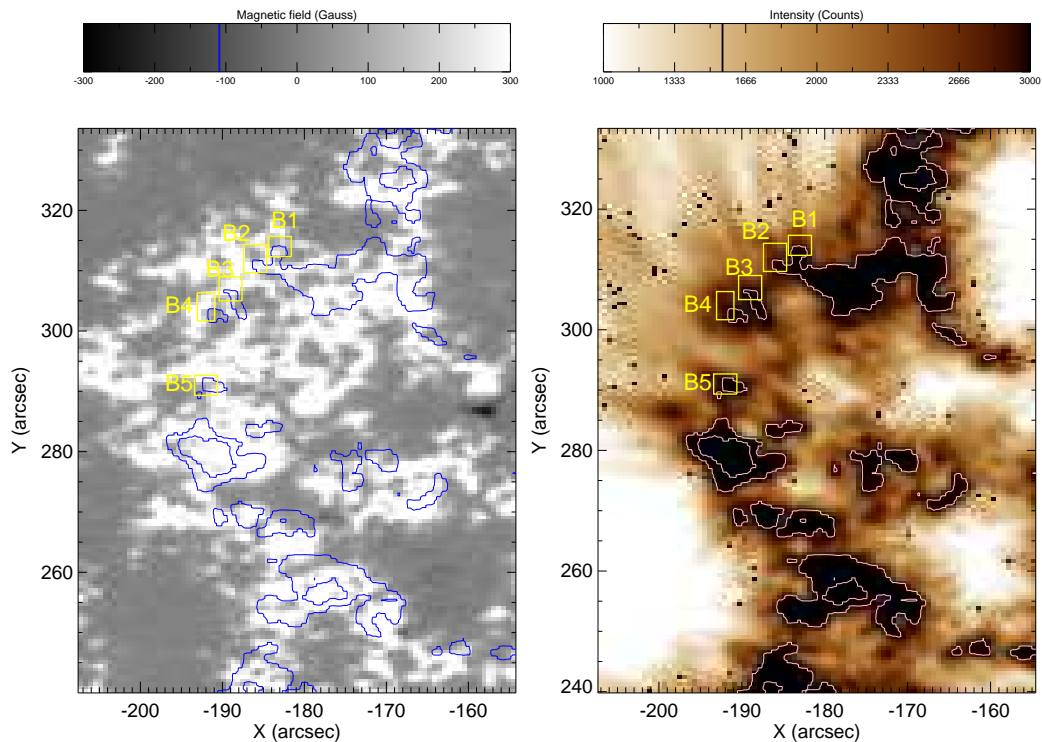 Magnetic field (Gauss)
-300 -200 -100 0 100 200 300
Intensity (Counts)
1000 1333 1666 2000 2333 2666 3000
320
300
280
260
Y (arcsec)
B1
B2
B3
B4
B5
-200 -190 -180 -170 -160
X (arcsec)
320
300
280
260
240
Y (arcsec)
B1
B2
B3
B4
B5
-200 -190 -180 -170 -160
X (arcsec)